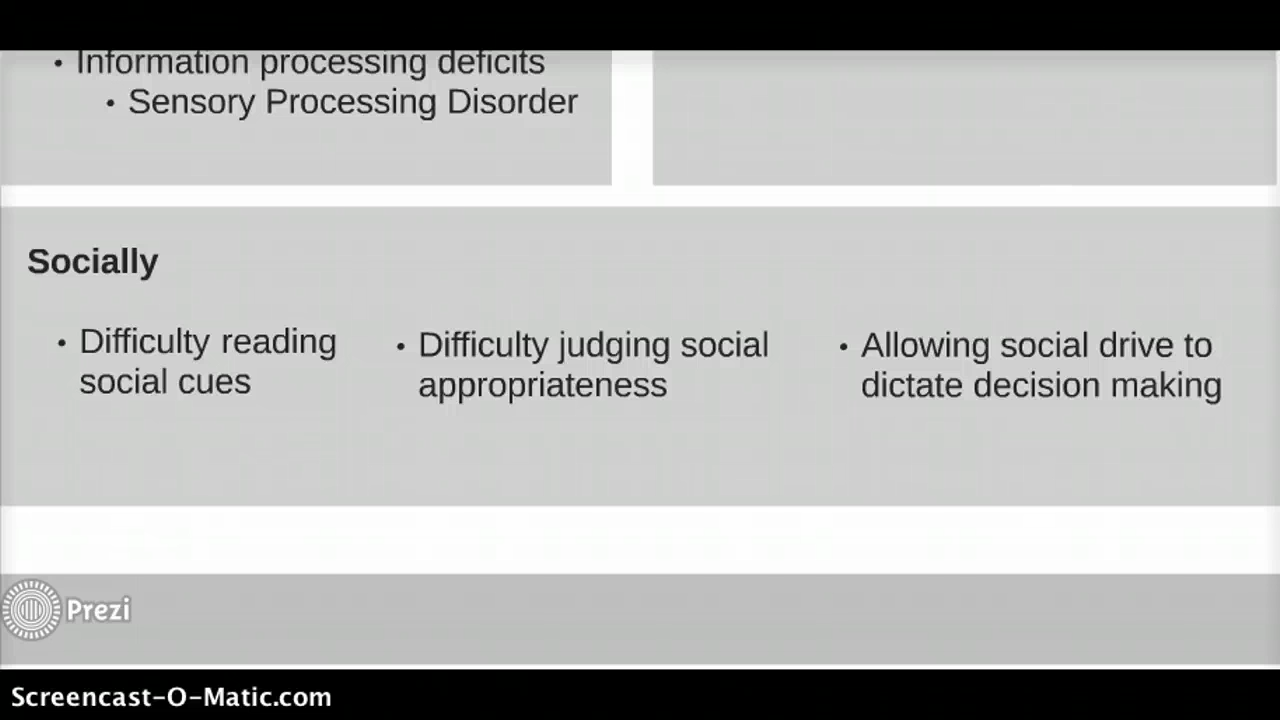 • Information processing deficits
• Sensory Processing Disorder
Socially
• Difficulty reading
social cues
• Difficulty judging social
appropriateness
• Allowing social drive to
dictate decision making
Prezi
Screencast-O-Matic.com